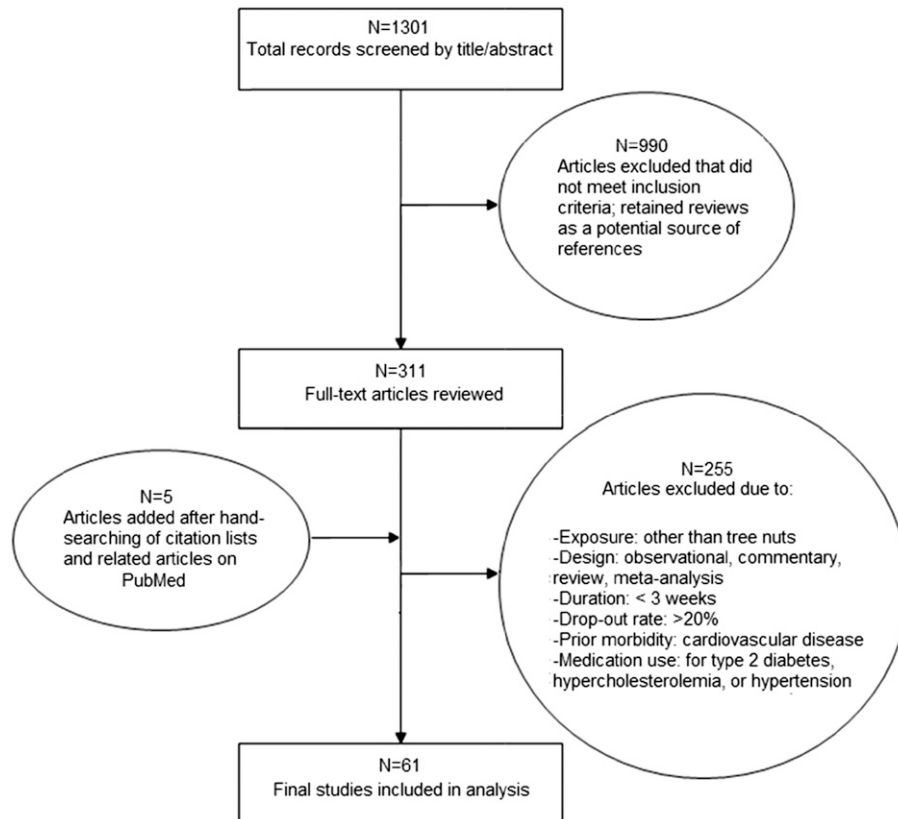 N=1301
Total records screened by title/abstract
N=990
Articles excluded that did
not meet inclusion
criteria; retained reviews
as a potential source of
references
N=311
Full-text articles reviewed
N=5
Articles added after hand-
searching of citation lists
and related articles on
PubMed
N=255
Articles excluded due to:
-Exposure: other than tree nuts
-Design: observational, commentary,
review, meta-analysis
-Duration: < 3 weeks
-Drop-out rate: >20%
-Prior morbidity: cardiovascular disease
-Medication use: for type 2 diabetes,
hypercholesterolemia, or hypertension
N=61
Final studies included in analysis